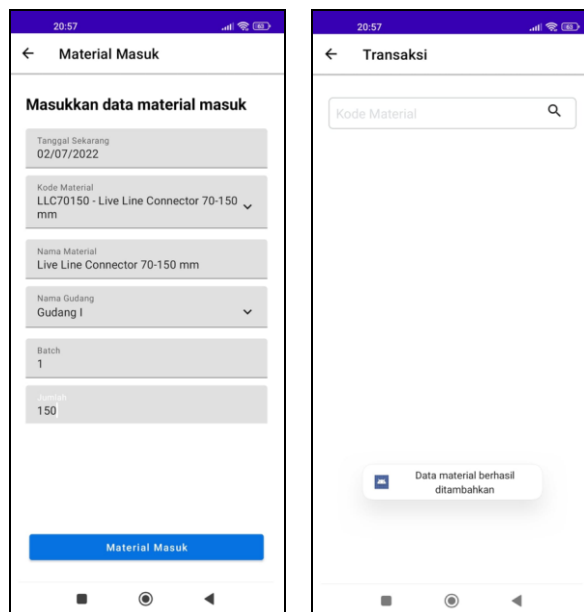 20:57
Material Masuk
Masukkan data material masuk
Tanggal Sekarang
02/07/2022
Kode Material
LLC70150 - Live Line Connector 70-150
mm
Nama Material
Live Line Connector 70-150 mm
Nama Gudang
Gudang I
Batch
1
Jumlah
150
Material Masuk
20:57
Transaksi
Kode Material
Data material berhasil
ditambahkan